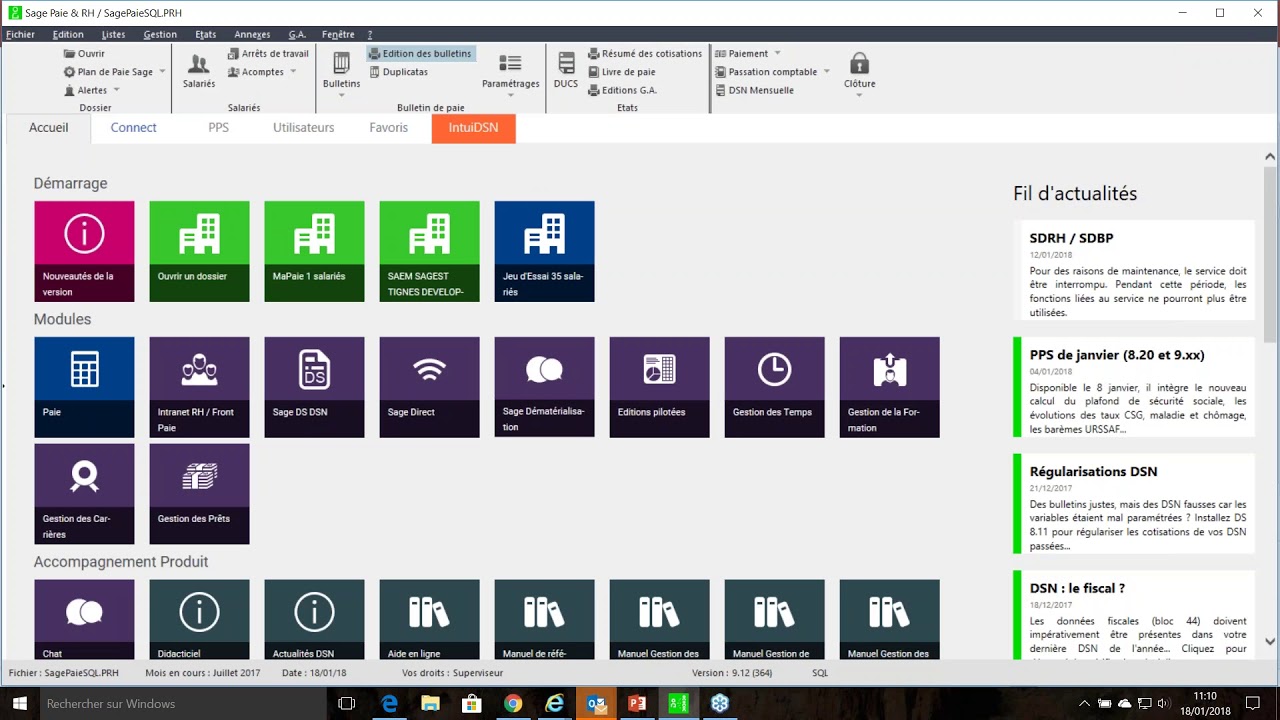 Sage Paie & RH / SagePaieSQL.PRH
Fichier Edition Listes Gestion Etats Annexes G.A. Fenêtre ?
Ouvrir
Plan de Paie Sage
Alertes
Dossier
Salariés
Arrêts de travail
Acomptes
Salariés
Bulletins
Edition des bulletins
Duplicatas
Paramétrages
Bulletin de paie
DUCS
Résumé des cotisations
Livre de paie
Editions G.A.
Etats
Paiement
Passation comptable
DSN Mensuelle
Clôture
Accueil Connect PPS Utilisateurs Favoris IntuiDSN
Démarrage
Nouveautés de la
version
Ouvrir un dossier
MaPaie 1 salariés
SAEM SAGEST
TIGNES DEVELOP-
Jeu d'Essai 35 sala-
riés
Modules
Paie
Intranet RH / Front
Paie
DS
Sage DS DSN
Sage Direct
Sage Dématérialisa-
tion
Editions pilotées
Gestion des Temps
Gestion de la For-
mation
Gestion des Car-
rières
Gestion des Prêts
Accompagnement Produit
Chat
Didacticiel
Actualités DSN
Aide en ligne
Manuel de réfé-
Manuel Gestion des
Manuel Gestion de
Manuel Gestion des
Fil d'actualités
SDRH / SDBP
12/01/2018
Pour des raisons de maintenance, le service doit
être interrompu. Pendant cette période, les
fonctions liées au service ne pourront plus être
utilisées.
PPS de janvier (8.20 et 9.xx)
04/01/2018
Disponible le 8 janvier, il intègre le nouveau
calcul du plafond de sécurité sociale, les
évolutions des taux CSG, maladie et chômage,
les barèmes URSSAF...
Régularisations DSN
21/12/2017
Des bulletins justes, mais des DSN fausses car les
variables étaient mal paramétrées ? Installez DS
8.11 pour régulariser les cotisations de vos DSN
passées...
DSN : le fiscal ?
18/12/2017
Les données fiscales (bloc 44) doivent
impérativement être présentes dans votre
dernière DSN de l'année... Cliquez pour
Fichier : SagePaieSQL.PRH Mois en cours : Juillet 2017 Date : 18/01/18 Vos droits : Superviseur Version : 9.12 (364) SQL
Rechercher sur Windows
11:10
18/01/2018